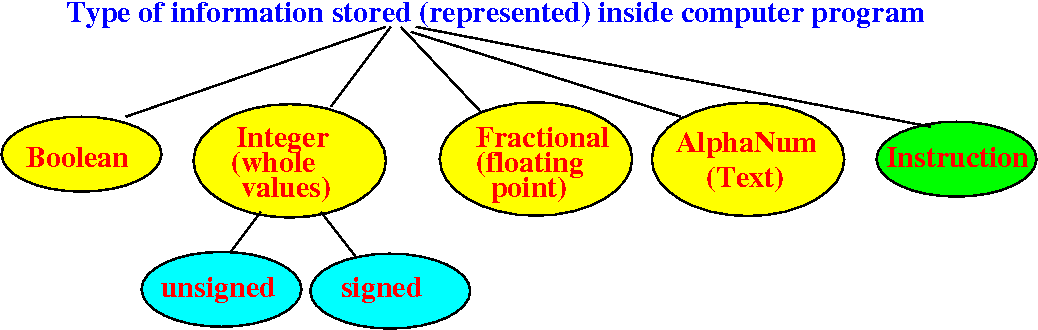 Type of information stored (represented) inside computer program
Boolean
Integer
(whole
values)
Fractional
(floating
point)
AlphaNum
(Text)
Instruction
unsigned
signed